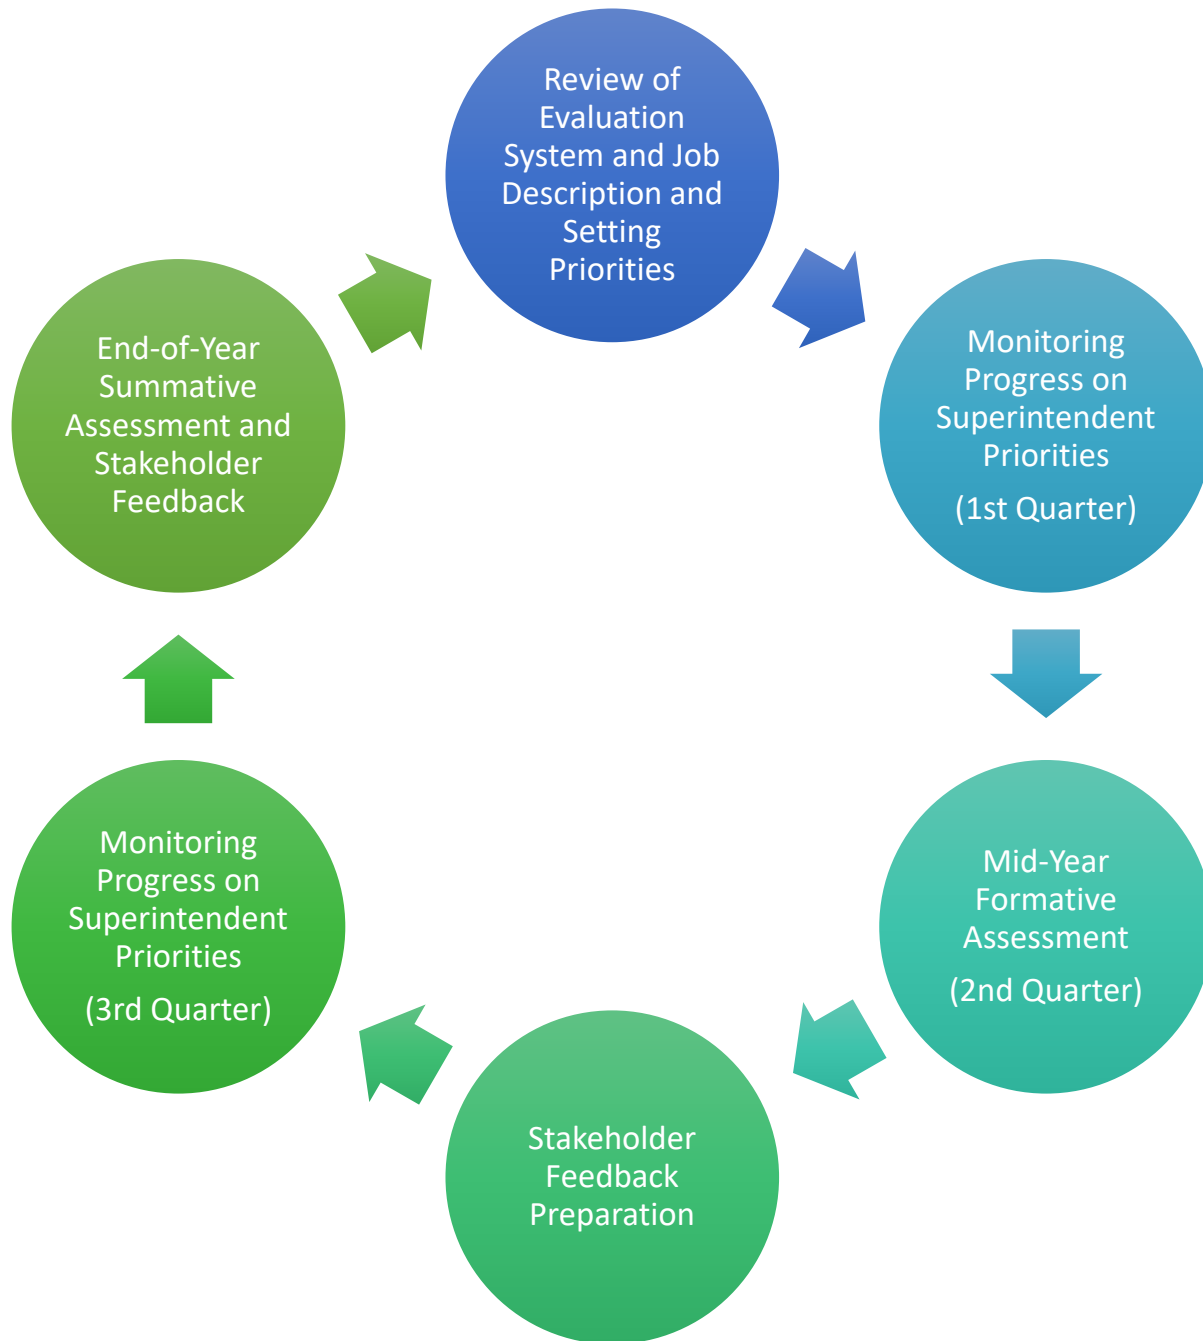 Review of
Evaluation
System and Job
Description and
Setting
Priorities
Monitoring
Progress on
Superintendent
Priorities
(1st Quarter)
Mid-Year
Formative
Assessment
(2nd Quarter)
Stakeholder
Feedback
Preparation
Monitoring
Progress on
Superintendent
Priorities
(3rd Quarter)
End-of-Year
Summative
Assessment and
Stakeholder
Feedback